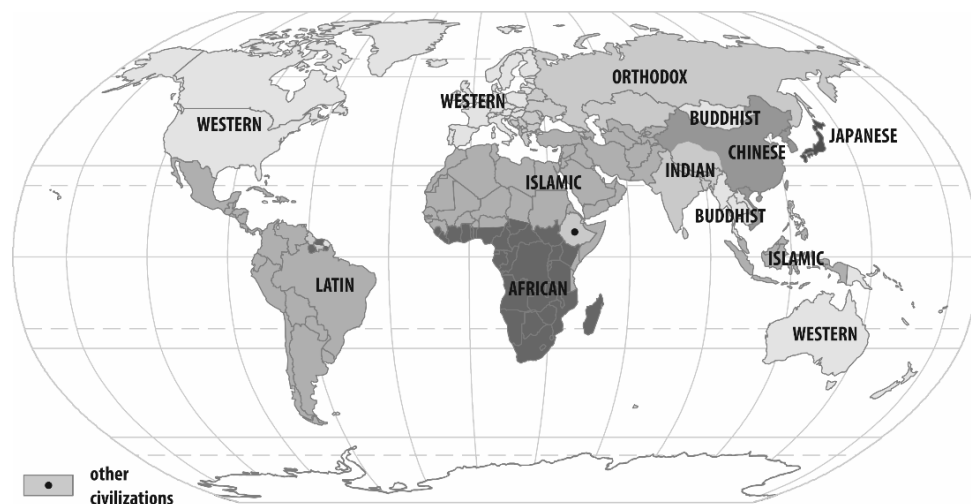 ORTHODOX
WESTERN
WESTERN
BUDDHIST
JAPANESE
CHINESE
INDIAN
ISLAMIC
BUDDHIST
ISLAMIC
LATIN
AFRICAN
WESTERN
other
civilizations